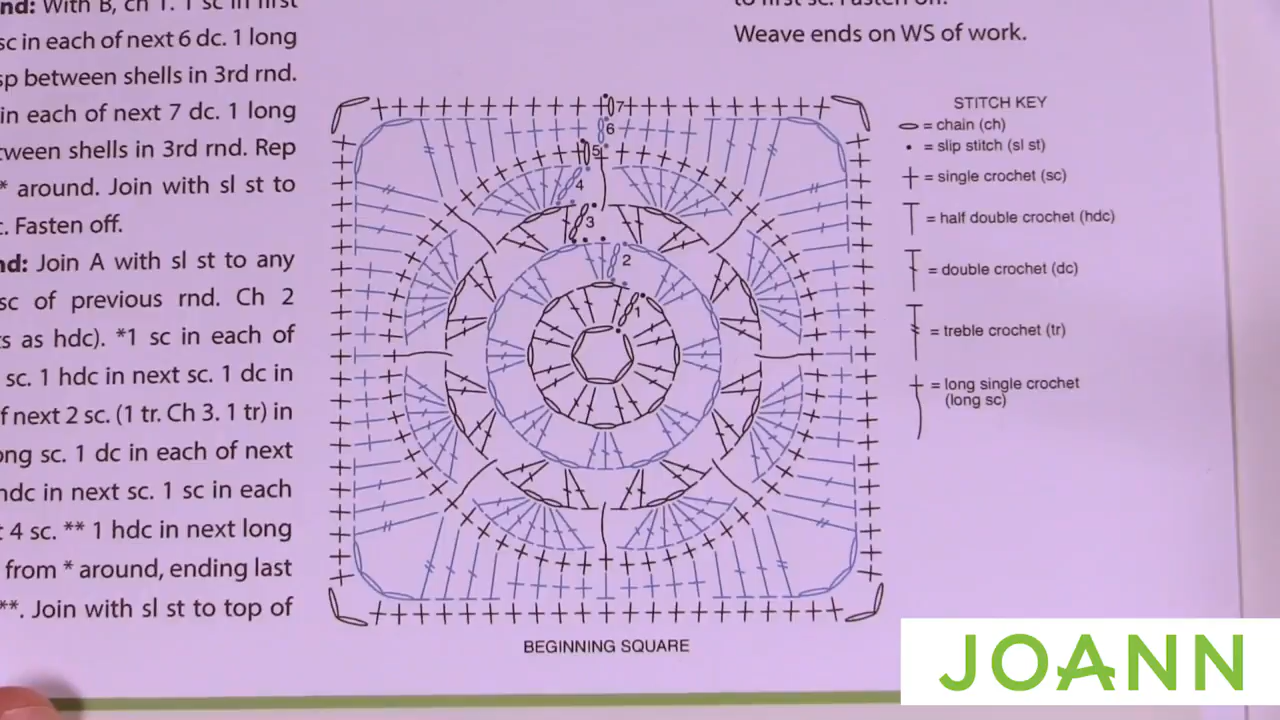 nd: With B, ch 1. 1 sc in first
sc in each of next 6 dc. 1 long
sp between shells in 3rd rnd.
in each of next 7 dc. 1 long
tween shells in 3rd rnd. Rep
* around. Join with sl st to
t. Fasten off.
nd: Join A with sl st to any
sc of previous rnd. Ch 2
ts as hdc). *1 sc in each of
sc. 1 hdc in next sc. 1 dc in
of next 2 sc. (1 tr. Ch 3. 1 tr) in
ong sc. 1 dc in each of next
hdc in next sc. 1 sc in each
t 4 sc. ** 1 hdc in next long
from * around, ending last
**. Join with sl st to top of
to first sc. Fasten off.
Weave ends on WS of work.
7
6
5
4
3
2
1
BEGINNING SQUARE
STITCH KEY
= chain (ch)
= slip stitch (sl st)
= single crochet (sc)
= half double crochet (hdc)
= double crochet (dc)
= treble crochet (tr)
= long single crochet
(long sc)
JOANN